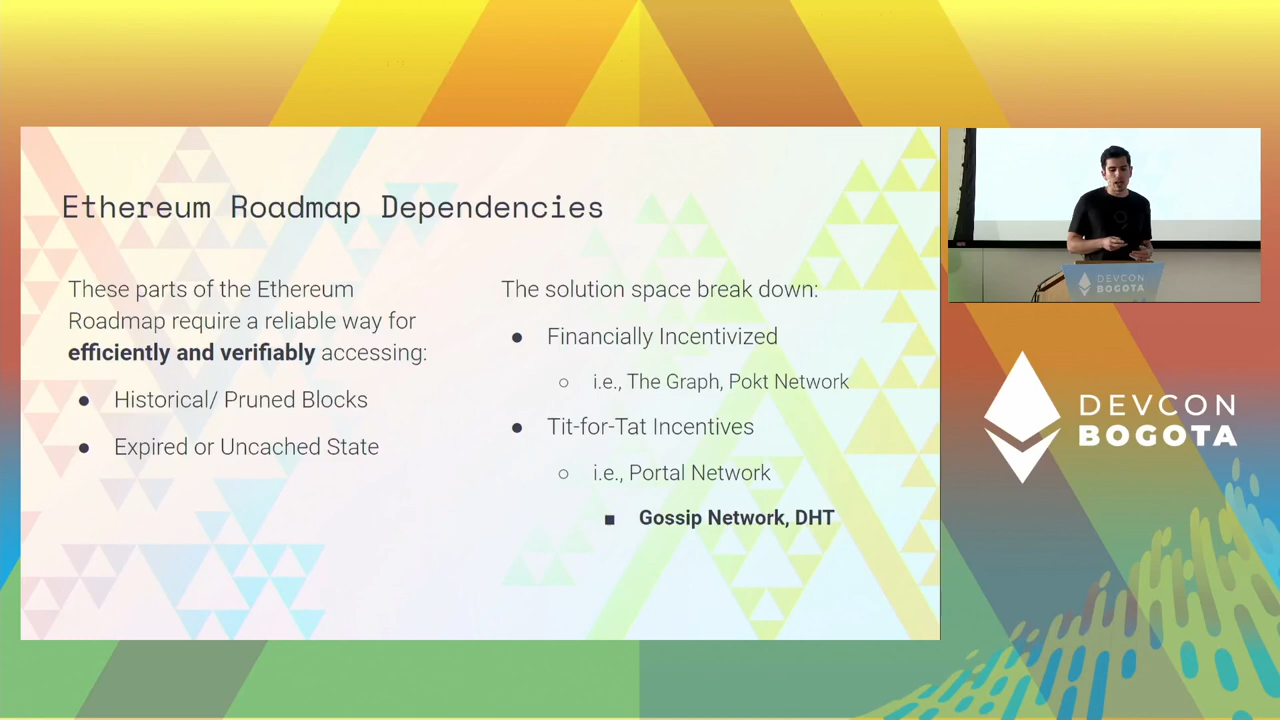 Ethereum Roadmap Dependencies
These parts of the Ethereum
Roadmap require a reliable way for
efficiently and verifiably accessing:
● Historical/ Pruned Blocks
● Expired or Uncached State
The solution space break down:
● Financially Incentivized
○ i.e., The Graph, Pokt Network
● Tit-for-Tat Incentives
○ i.e., Portal Network
■ Gossip Network, DHT
DEVCON
BOGOTA
DEVCON
BOGOTA